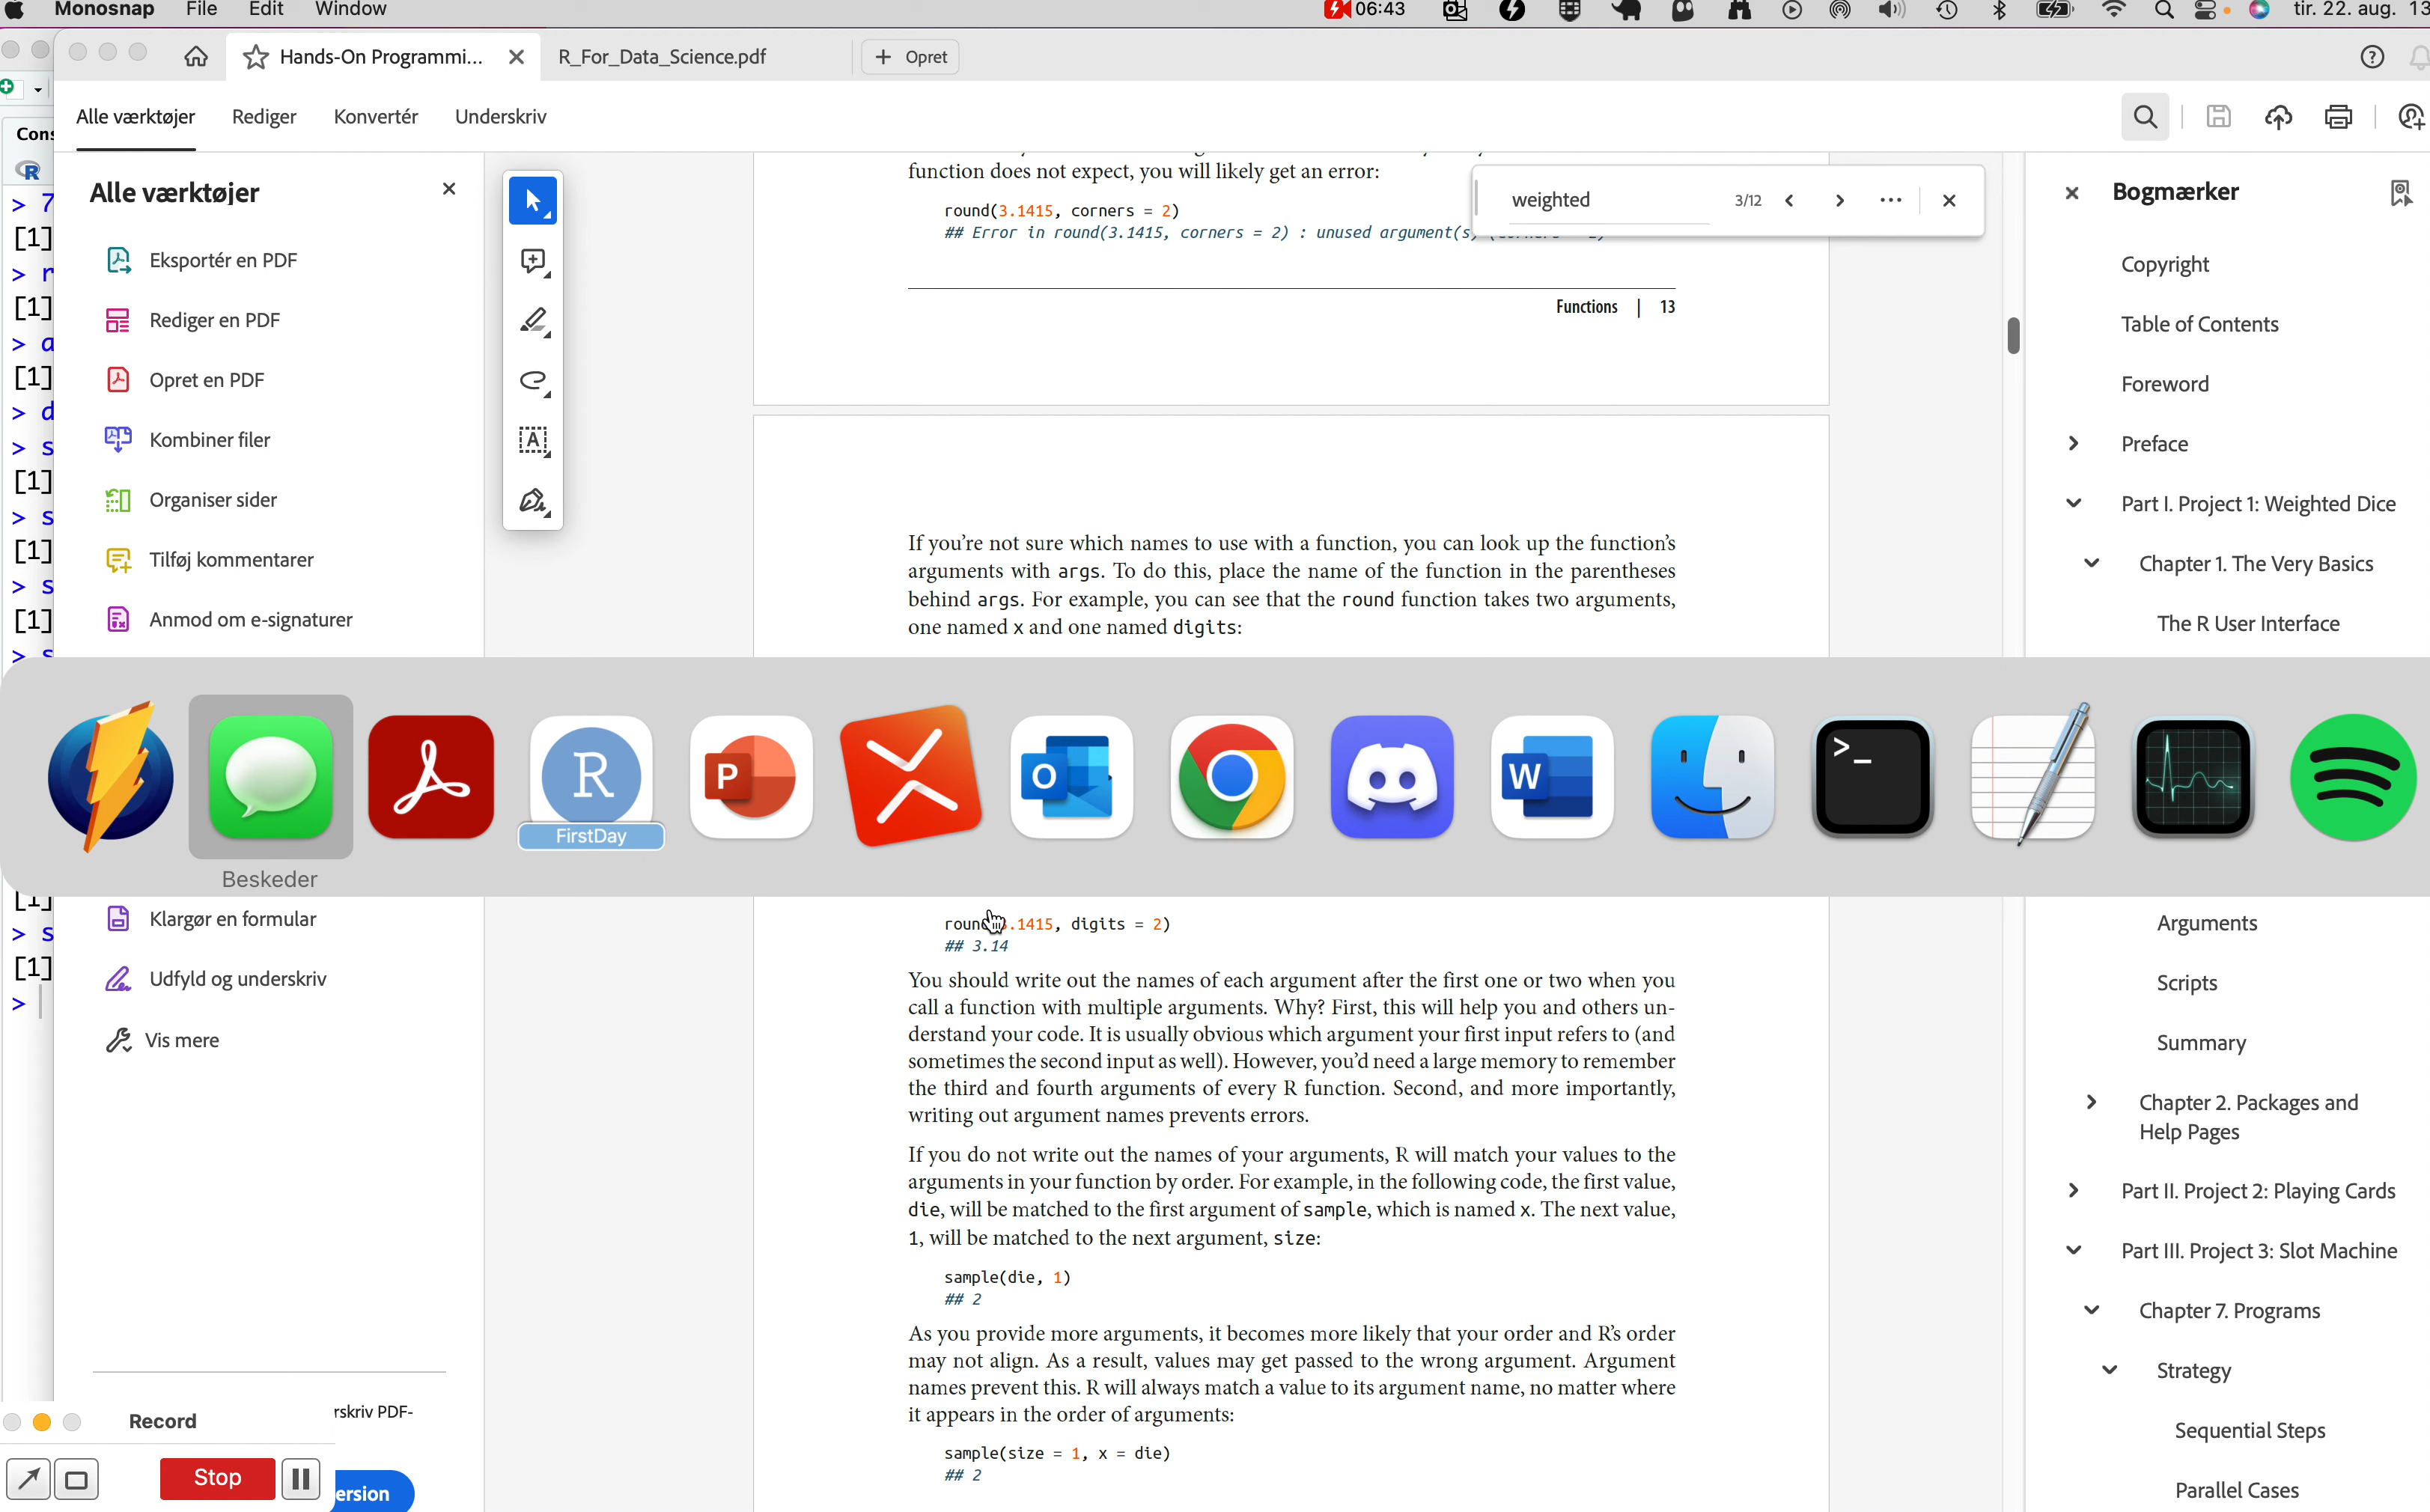 Monosnap File Edit Window 06:43 tir. 22. aug. 13
Hands-On Programmi... R_For_Data_Science.pdf + Opret
Alle værktøjer Rediger Konvertér Underskriv
Cons
R
Alle værktøjer
Eksportér en PDF
Rediger en PDF
Opret en PDF
Kombiner filer
Organiser sider
Tilføj kommentarer
Anmod om e-signaturer
> 7
[1]
> r
[1]
> a
[1]
> d
> s
[1]
> s
[1]
> s
[1]
function does not expect, you will likely get an error:
round(3.1415, corners = 2)
## Error in round(3.1415, corners = 2) : unused argument(s)
weighted 3/12
Functions | 13
If you're not sure which names to use with a function, you can look up the function's
arguments with args. To do this, place the name of the function in the parentheses
behind args. For example, you can see that the round function takes two arguments,
one named x and one named digits:
Bogmærker
Copyright
Table of Contents
Foreword
Preface
Part I. Project 1: Weighted Dice
Chapter 1. The Very Basics
The R User Interface
R
FirstDay
P
O
W
>_
Beskeder
[1]
> s
[1]
>
Klargør en formular
Udfyld og underskriv
Vis mere
round(3.1415, digits = 2)
## 3.14
You should write out the names of each argument after the first one or two when you
call a function with multiple arguments. Why? First, this will help you and others un-
derstand your code. It is usually obvious which argument your first input refers to (and
sometimes the second input as well). However, you'd need a large memory to remember
the third and fourth arguments of every R function. Second, and more importantly,
writing out argument names prevents errors.
If you do not write out the names of your arguments, R will match your values to the
arguments in your function by order. For example, in the following code, the first value,
die, will be matched to the first argument of sample, which is named x. The next value,
1, will be matched to the next argument, size:
sample(die, 1)
## 2
As you provide more arguments, it becomes more likely that your order and R's order
may not align. As a result, values may get passed to the wrong argument. Argument
names prevent this. R will always match a value to its argument name, no matter where
it appears in the order of arguments:
sample(size = 1, x = die)
## 2
Arguments
Scripts
Summary
Chapter 2. Packages and
Help Pages
Part II. Project 2: Playing Cards
Part III. Project 3: Slot Machine
Chapter 7. Programs
Strategy
Sequential Steps
Parallel Cases
Record
rskriv PDF-
Stop
ersion